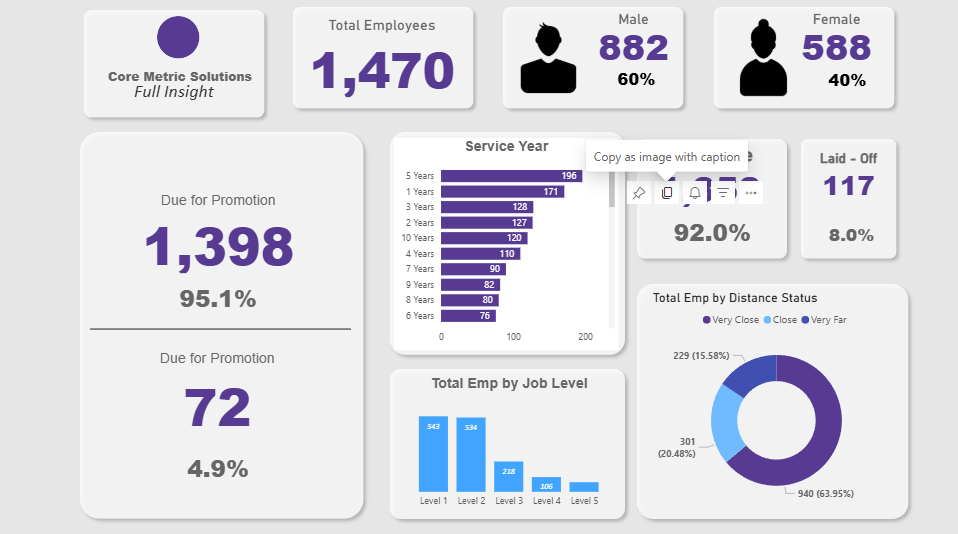 Core Metric Solutions
Full Insight
Total Employees
1,470
Male
882
60%
Female
588
40%
Due for Promotion
1,398
95.1%
Due for Promotion
72
4.9%
Service Year
5 Years 196
1 Years 171
3 Years 128
2 Years 127
10 Years 120
4 Years 110
7 Years 90
9 Years 82
8 Years 80
6 Years 76
0 100 200
Copy as image with caption
92.0%
Laid - Off
117
8.0%
Total Emp by Job Level
543 534 218 106
Level 1 Level 2 Level 3 Level 4 Level 5
Total Emp by Distance Status
Very Close Close Very Far
229 (15.58%)
301
(20.48%)
940 (63.95%)